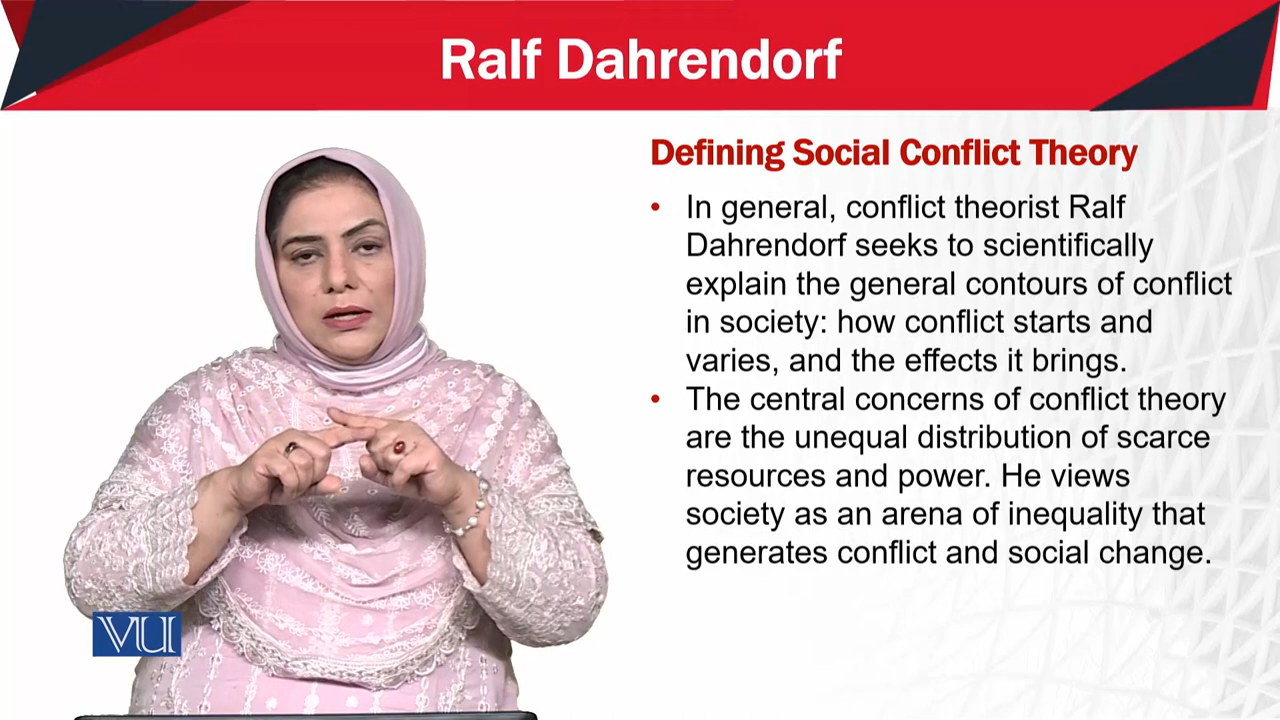 Ralf Dahrendorf
Defining Social Conflict Theory
• In general, conflict theorist Ralf
Dahrendorf seeks to scientifically
explain the general contours of conflict
in society: how conflict starts and
varies, and the effects it brings.
• The central concerns of conflict theory
are the unequal distribution of scarce
resources and power. He views
society as an arena of inequality that
generates conflict and social change.
VU